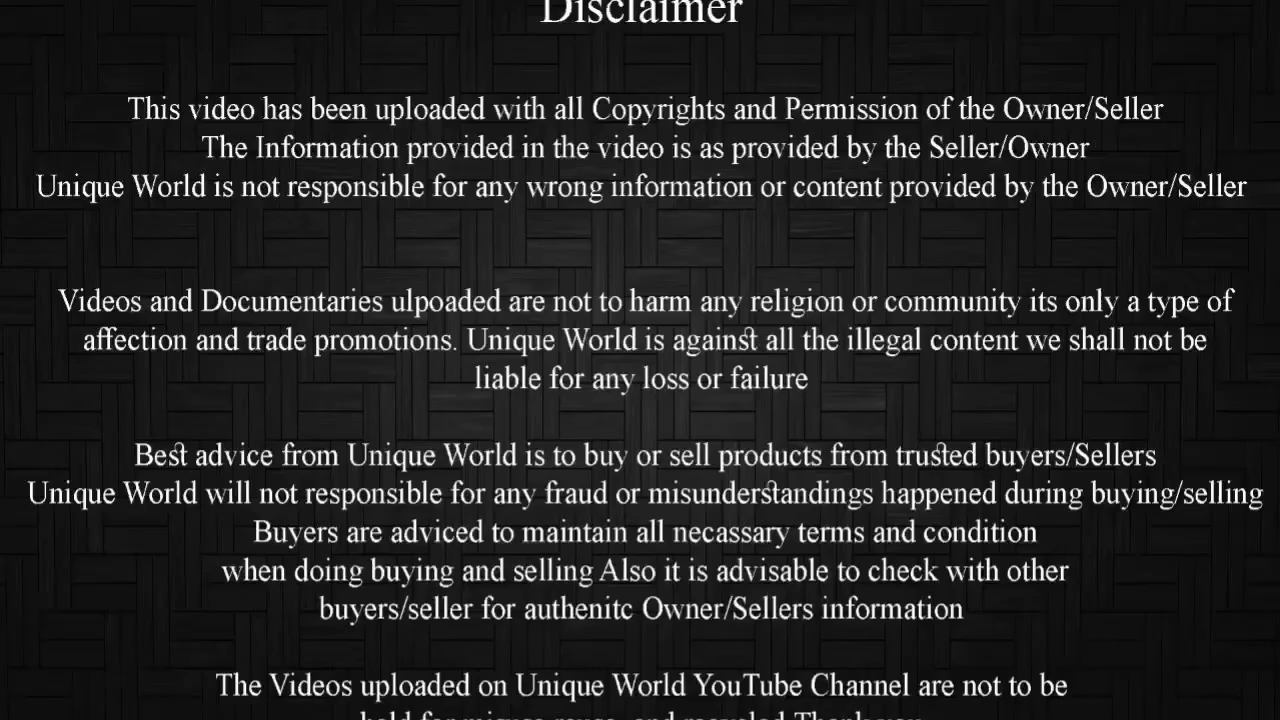 Disclaimer
This video has been uploaded with all Copyrights and Permission of the Owner/Seller
The Information provided in the video is as provided by the Seller/Owner
Unique World is not responsible for any wrong information or content provided by the Owner/Seller
Videos and Documentaries ulpoaded are not to harm any religion or community its only a type of
affection and trade promotions. Unique World is against all the illegal content we shall not be
liable for any loss or failure
Best advice from Unique World is to buy or sell products from trusted buyers/Sellers
Unique World will not responsible for any fraud or misunderstandings happened during buying/selling
Buyers are adviced to maintain all necassary terms and condition
when doing buying and selling Also it is advisable to check with other
buyers/seller for authenitc Owner/Sellers information
The Videos uploaded on Unique World YouTube Channel are not to be